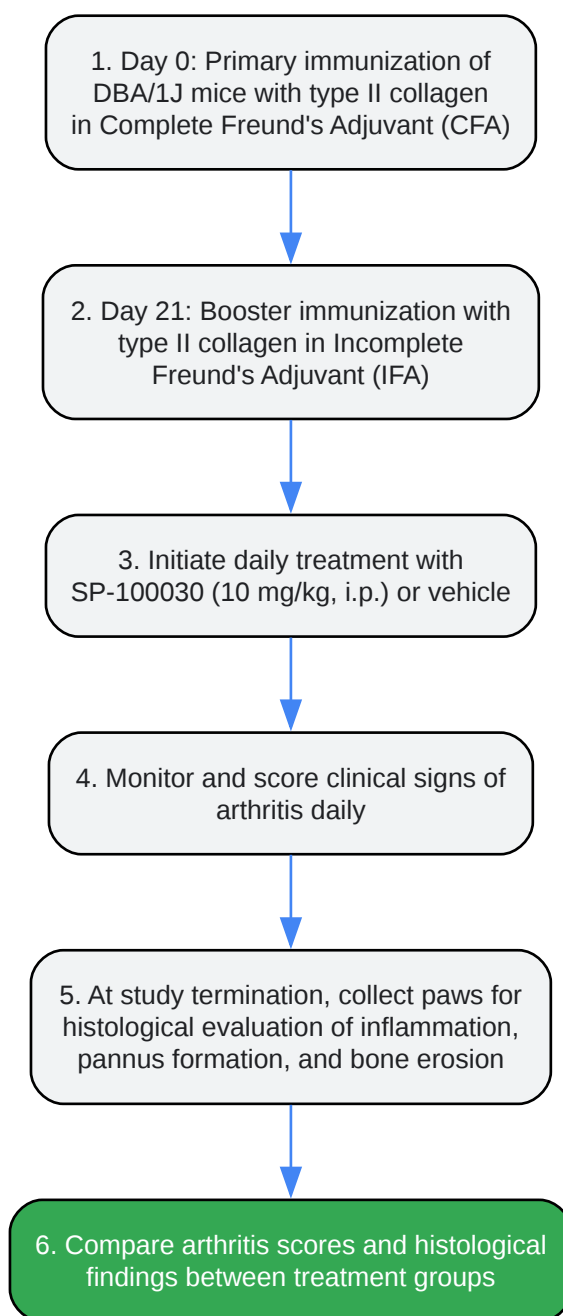 1. Day 0: Primary immunization of
DBA/1J mice with type II collagen
in Complete Freund's Adjuvant (CFA)
2. Day 21: Booster immunization with
type II collagen in Incomplete
Freund's Adjuvant (IFA)
3. Initiate daily treatment with
SP-100030 (10 mg/kg, i.p.) or vehicle
4. Monitor and score clinical signs of
arthritis daily
5. At study termination, collect paws for
histological evaluation of inflammation,
pannus formation, and bone erosion
6. Compare arthritis scores and histological
findings between treatment groups